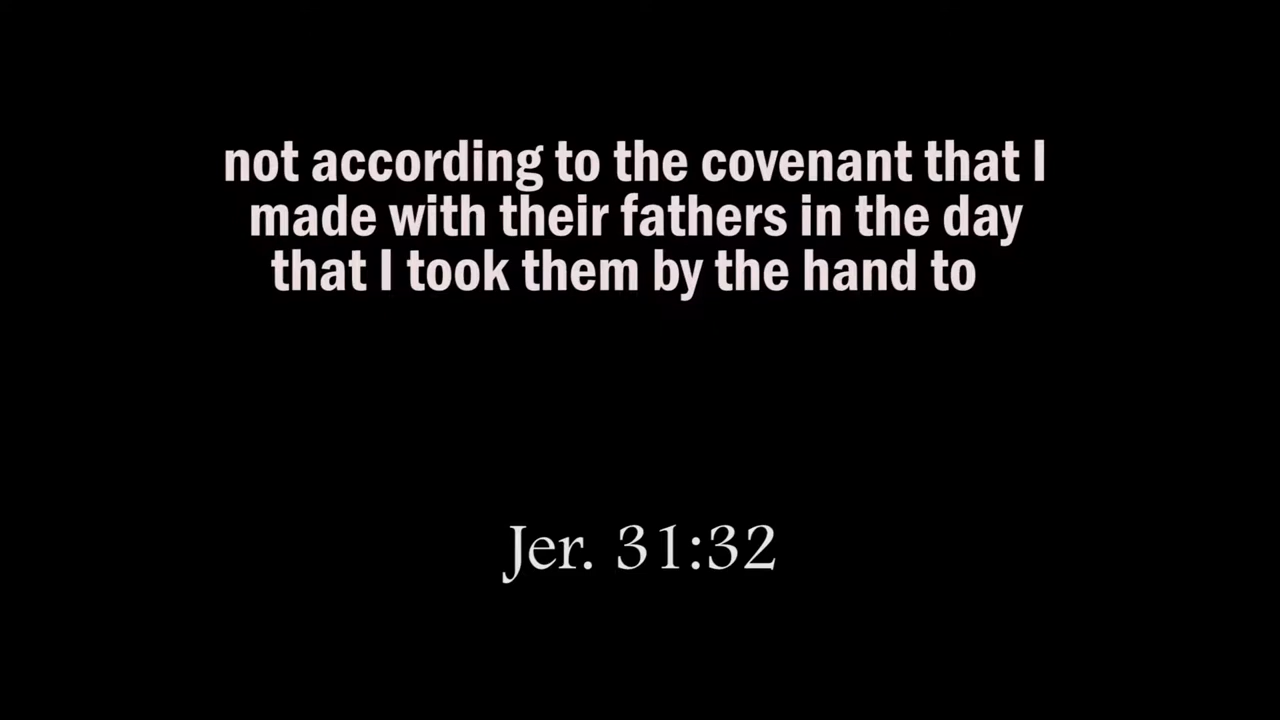 not according to the covenant that I
made with their fathers in the day
that I took them by the hand to
Jer. 31:32